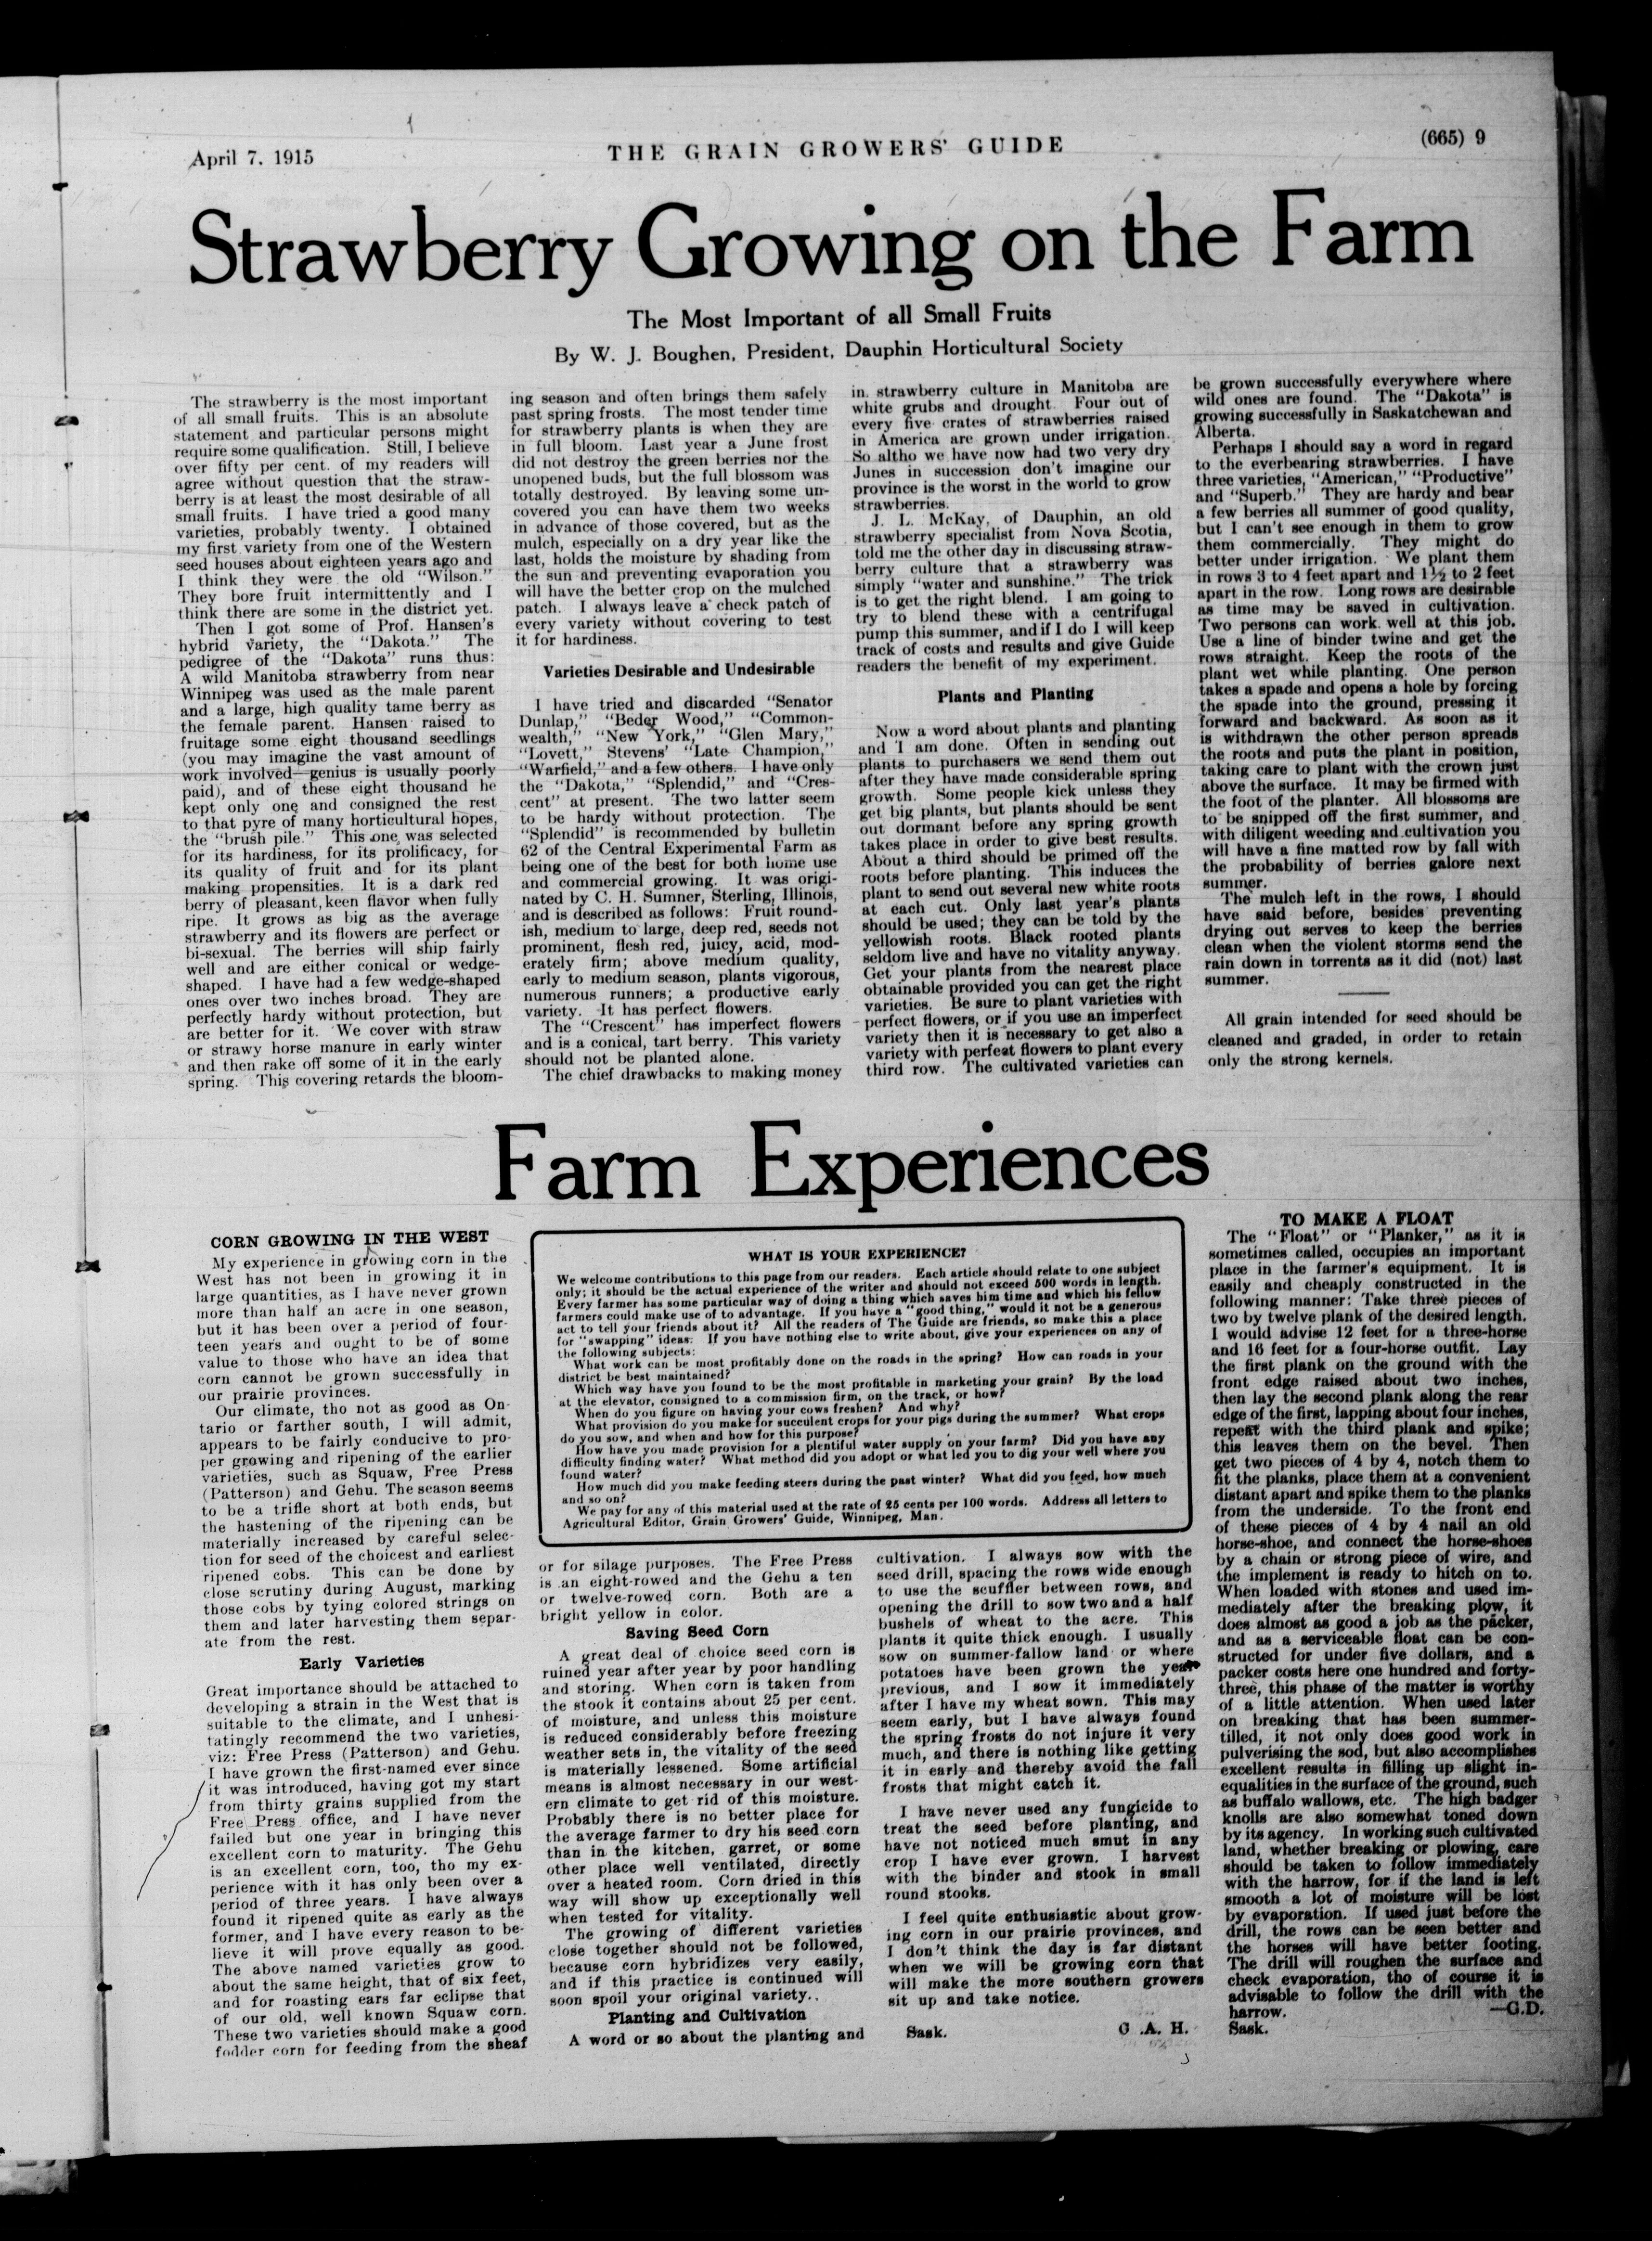 April 7, 1915
THE GRAIN GROWERS' GUIDE
(665) 9
Strawberry Growing on the Farm
The Most Important of all Small Fruits
By W. J. Boughen, President, Dauphin Horticultural Society
The strawberry is the most important
of all small fruits. This is an absolute
statement and particular persons might
require some qualification. Still, I believe
over fifty per cent. of my readers will
agree without question that the straw-
berry is at least the most desirable of all
small fruits. I have tried a good many
varieties, probably twenty. I obtained
my first variety from one of the Western
seed houses about eighteen years ago and
I think they were the old "Wilson."
They bore fruit intermittently and I
think there are some in the district yet.
Then I got some of Prof. Hansen's
hybrid variety, the "Dakota." The
pedigree of the "Dakota" runs thus:
A wild Manitoba strawberry from near
Winnipeg was used as the male parent
and a large, high quality tame berry as
the female parent. Hansen raised to
fruitage some eight thousand seedlings
(you may imagine the vast amount of
work involved—genius is usually poorly
paid), and of these eight thousand he
kept only one and consigned the rest
to that pyre of many horticultural hopes,
the "brush pile." This one was selected
for its hardiness, for its prolificacy, for
its quality of fruit and for its plant
making propensities. It is a dark red
berry of pleasant, keen flavor when fully
ripe. It grows as big as the average
strawberry and its flowers are perfect or
bi-sexual. The berries will ship fairly
well and are either conical or wedge-
shaped. I have had a few wedge-shaped
ones over two inches broad. They are
perfectly hardy without protection, but
are better for it. We cover with straw
or strawy horse manure in early winter
and then rake off some of it in the early
spring. This covering retards the bloom-
ing season and often brings them safely
past spring frosts. The most tender time
for strawberry plants is when they are
in full bloom. Last year a June frost
did not destroy the green berries nor the
unopened buds, but the full blossom was
totally destroyed. By leaving some un-
covered you can have them two weeks
in advance of those covered, but as the
mulch, especially on a dry year like the
last, holds the moisture by shading from
the sun and preventing evaporation you
will have the better crop on the mulched
patch. I always leave a check patch of
every variety without covering to test
it for hardiness.
Varieties Desirable and Undesirable
I have tried and discarded "Senator
Dunlap," "Beder Wood," "Common-
wealth," "New York," "Glen Mary,"
"Lovett," Stevens' "Late Champion,"
"Warfield," and a few others. I have only
the "Dakota," "Splendid," and "Cres-
cent" at present. The two latter seem
to be hardy without protection. The
"Splendid" is recommended by bulletin
62 of the Central Experimental Farm as
being one of the best for both home use
and commercial growing. It was origi-
nated by C. H. Sumner, Sterling, Illinois,
and is described as follows: Fruit round-
ish, medium to large, deep red, seeds not
prominent, flesh red, juicy, acid, mod-
erately firm; above medium quality,
early to medium season, plants vigorous,
numerous runners; a productive early
variety. It has perfect flowers.
The "Crescent" has imperfect flowers
and is a conical, tart berry. This variety
should not be planted alone.
The chief drawbacks to making money
in strawberry culture in Manitoba are
white grubs and drought. Four out of
every five crates of strawberries raised
in America are grown under irrigation.
So altho we have now had two very dry
Junes in succession don't imagine our
province is the worst in the world to grow
strawberries.
J. L. McKay, of Dauphin, an old
strawberry specialist from Nova Scotia,
told me the other day in discussing straw-
berry culture that a strawberry was
simply "water and sunshine." The trick
is to get the right blend. I am going to
try to blend these with a centrifugal
pump this summer, and if I do I will keep
track of costs and results and give Guide
readers the benefit of my experiment.
Plants and Planting
Now a word about plants and planting
and I am done. Often in sending out
plants to purchasers we send them out
after they have made considerable spring
growth. Some people kick unless they
get big plants, but plants should be sent
out dormant before any spring growth
takes place in order to give best results.
About a third should be primed off the
roots before planting. This induces the
plant to send out several new white roots
at each cut. Only last year's plants
should be used; they can be told by the
yellowish roots. Black rooted plants
seldom live and have no vitality anyway.
Get your plants from the nearest place
obtainable provided you can get the right
varieties. Be sure to plant varieties with
perfect flowers, or if you use an imperfect
variety then it is necessary to get also a
variety with perfect flowers to plant every
third row. The cultivated varieties can
be grown successfully everywhere where
wild ones are found. The "Dakota" is
growing successfully in Saskatchewan and
Alberta.
Perhaps I should say a word in regard
to the everbearing strawberries. I have
three varieties, "American," "Productive"
and "Superb." They are hardy and bear
a few berries all summer of good quality,
but I can't see enough in them to grow
them commercially. They might do
better under irrigation. We plant them
in rows 3 to 4 feet apart and 1½ to 2 feet
apart in the row. Long rows are desirable
as time may be saved in cultivation.
Two persons can work well at this job.
Use a line of binder twine and get the
rows straight. Keep the roots of the
plant wet while planting. One person
takes a spade and opens a hole by forcing
the spade into the ground, pressing it
forward and backward. As soon as it
is withdrawn the other person spreads
the roots and puts the plant in position,
taking care to plant with the crown just
above the surface. It may be firmed with
the foot of the planter. All blossoms are
to be snipped off the first summer, and
with diligent weeding and cultivation you
will have a fine matted row by fall with
the probability of berries galore next
summer.
The mulch left in the rows, I should
have said before, besides preventing
drying out serves to keep the berries
clean when the violent storms send the
rain down in torrents as it did (not) last
summer.
All grain intended for seed should be
cleaned and graded, in order to retain
only the strong kernels.
Farm Experiences
CORN GROWING IN THE WEST
My experience in growing corn in the
West has not been in growing it in
large quantities, as I have never grown
more than half an acre in one season,
but it has been over a period of four-
teen years and ought to be of some
value to those who have an idea that
corn cannot be grown successfully in
our prairie provinces.
Our climate, tho not as good as On-
tario or farther south, I will admit,
appears to be fairly conducive to pro-
per growing and ripening of the earlier
varieties, such as Squaw, Free Press
(Patterson) and Gehu. The season seems
to be a trifle short at both ends, but
the hastening of the ripening can be
materially increased by careful selec-
tion for seed of the choicest and earliest
ripened cobs. This can be done by
close scrutiny during August, marking
those cobs by tying colored strings on
them and later harvesting them separ-
ate from the rest.
Early Varieties
Great importance should be attached to
developing a strain in the West that is
suitable to the climate, and I unhesi-
tatingly recommend the two varieties,
viz: Free Press (Patterson) and Gehu.
I have grown the first-named ever since
it was introduced, having got my start
from thirty grains supplied from the
Free Press office, and I have never
failed but one year in bringing this
excellent corn to maturity. The Gehu
is an excellent corn, too, tho my ex-
perience with it has only been over a
period of three years. I have always
found it ripened quite as early as the
former, and I have every reason to be-
lieve it will prove equally as good.
The above named varieties grow to
about the same height, that of six feet,
and for roasting ears far eclipse that
of our old, well known Squaw corn.
These two varieties should make a good
fodder corn for feeding from the sheaf
WHAT IS YOUR EXPERIENCE?
We welcome contributions to this page from our readers. Each article should relate to one subject
only; it should be the actual experience of the writer and should not exceed 500 words in length.
Every farmer has some particular way of doing a thing which saves him time and which his fellow
farmers could make use of to advantage. If you have a "good thing," would it not be a generous
act to tell your friends about it? All the readers of The Guide are friends, so make this a place
for "swapping" ideas. If you have nothing else to write about, give your experiences on any of
the following subjects:
What work can be most profitably done on the roads in the spring? How can roads in your
district be best maintained?
Which way have you found to be the most profitable in marketing your grain? By the load
at the elevator, consigned to a commission firm, on the track, or how?
When do you figure on having your cows freshen? And why?
What provision do you make for succulent crops for your pigs during the summer? What crops
do you sow, and when and how for this purpose?
How have you made provision for a plentiful water supply on your farm? Did you have any
difficulty finding water? What method did you adopt or what led you to dig your well where you
found water?
How much did you make feeding steers during the past winter? What did you feed, how much
and so on?
We pay for any of this material used at the rate of 25 cents per 100 words. Address all letters to
Agricultural Editor, Grain Growers' Guide, Winnipeg, Man.
or for silage purposes. The Free Press
is an eight-rowed and the Gehu a ten
or twelve-rowed corn. Both are a
bright yellow in color.
Saving Seed Corn
A great deal of choice seed corn is
ruined year after year by poor handling
and storing. When corn is taken from
the stook it contains about 25 per cent.
of moisture, and unless this moisture
is reduced considerably before freezing
weather sets in, the vitality of the seed
is materially lessened. Some artificial
means is almost necessary in our west-
ern climate to get rid of this moisture.
Probably there is no better place for
the average farmer to dry his seed corn
than in the kitchen, garret, or some
other place well ventilated, directly
over a heated room. Corn dried in this
way will show up exceptionally well
when tested for vitality.
The growing of different varieties
close together should not be followed,
because corn hybridizes very easily,
and if this practice is continued will
soon spoil your original variety..
Planting and Cultivation
A word or so about the planting and
cultivation. I always sow with the
seed drill, spacing the rows wide enough
to use the scuffler between rows, and
opening the drill to sow two and a half
bushels of wheat to the acre. This
plants it quite thick enough. I usually
sow on summer-fallow land or where
potatoes have been grown the year
previous, and I sow it immediately
after I have my wheat sown. This may
seem early, but I have always found
the spring frosts do not injure it very
much, and there is nothing like getting
it in early and thereby avoid the fall
frosts that might catch it.
I have never used any fungicide to
treat the seed before planting, and
have not noticed much smut in any
crop I have ever grown. I harvest
with the binder and stook in small
round stooks.
I feel quite enthusiastic about grow-
ing corn in our prairie provinces, and
I don't think the day is far distant
when we will be growing corn that
will make the more southern growers
sit up and take notice.
Sask. G .A. H.
TO MAKE A FLOAT
The "Float" or "Planker," as it is
sometimes called, occupies an important
place in the farmer's equipment. It is
easily and cheaply constructed in the
following manner: Take three pieces of
two by twelve plank of the desired length.
I would advise 12 feet for a three-horse
and 16 feet for a four-horse outfit. Lay
the first plank on the ground with the
front edge raised about two inches,
then lay the second plank along the rear
edge of the first, lapping about four inches,
repeat with the third plank and spike;
this leaves them on the bevel. Then
get two pieces of 4 by 4, notch them to
fit the planks, place them at a convenient
distant apart and spike them to the planks
from the underside. To the front end
of these pieces of 4 by 4 nail an old
horse-shoe, and connect the horse-shoes
by a chain or strong piece of wire, and
the implement is ready to hitch on to.
When loaded with stones and used im-
mediately after the breaking plow, it
does almost as good a job as the packer,
and as a serviceable float can be con-
structed for under five dollars, and a
packer costs here one hundred and forty-
three, this phase of the matter is worthy
of a little attention. When used later
on breaking that has been summer-
tilled, it not only does good work in
pulverising the sod, but also accomplishes
excellent results in filling up slight in-
equalities in the surface of the ground, such
as buffalo wallows, etc. The high badger
knolls are also somewhat toned down
by its agency. In working such cultivated
land, whether breaking or plowing, care
should be taken to follow immediately
with the harrow, for if the land is left
smooth a lot of moisture will be lost
by evaporation. If used just before the
drill, the rows can be seen better and
the horses will have better footing.
The drill will roughen the surface and
check evaporation, tho of course it is
advisable to follow the drill with the
harrow. —G.D.
Sask.